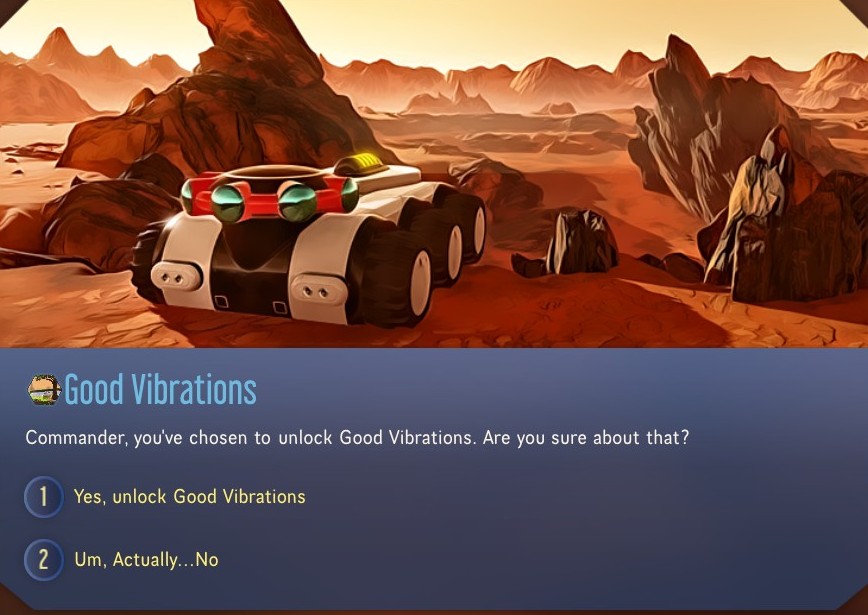 Good Vibrations
Commander, you've chosen to unlock Good Vibrations. Are you sure about that?
1 Yes, unlock Good Vibrations
2 Um, Actually...No